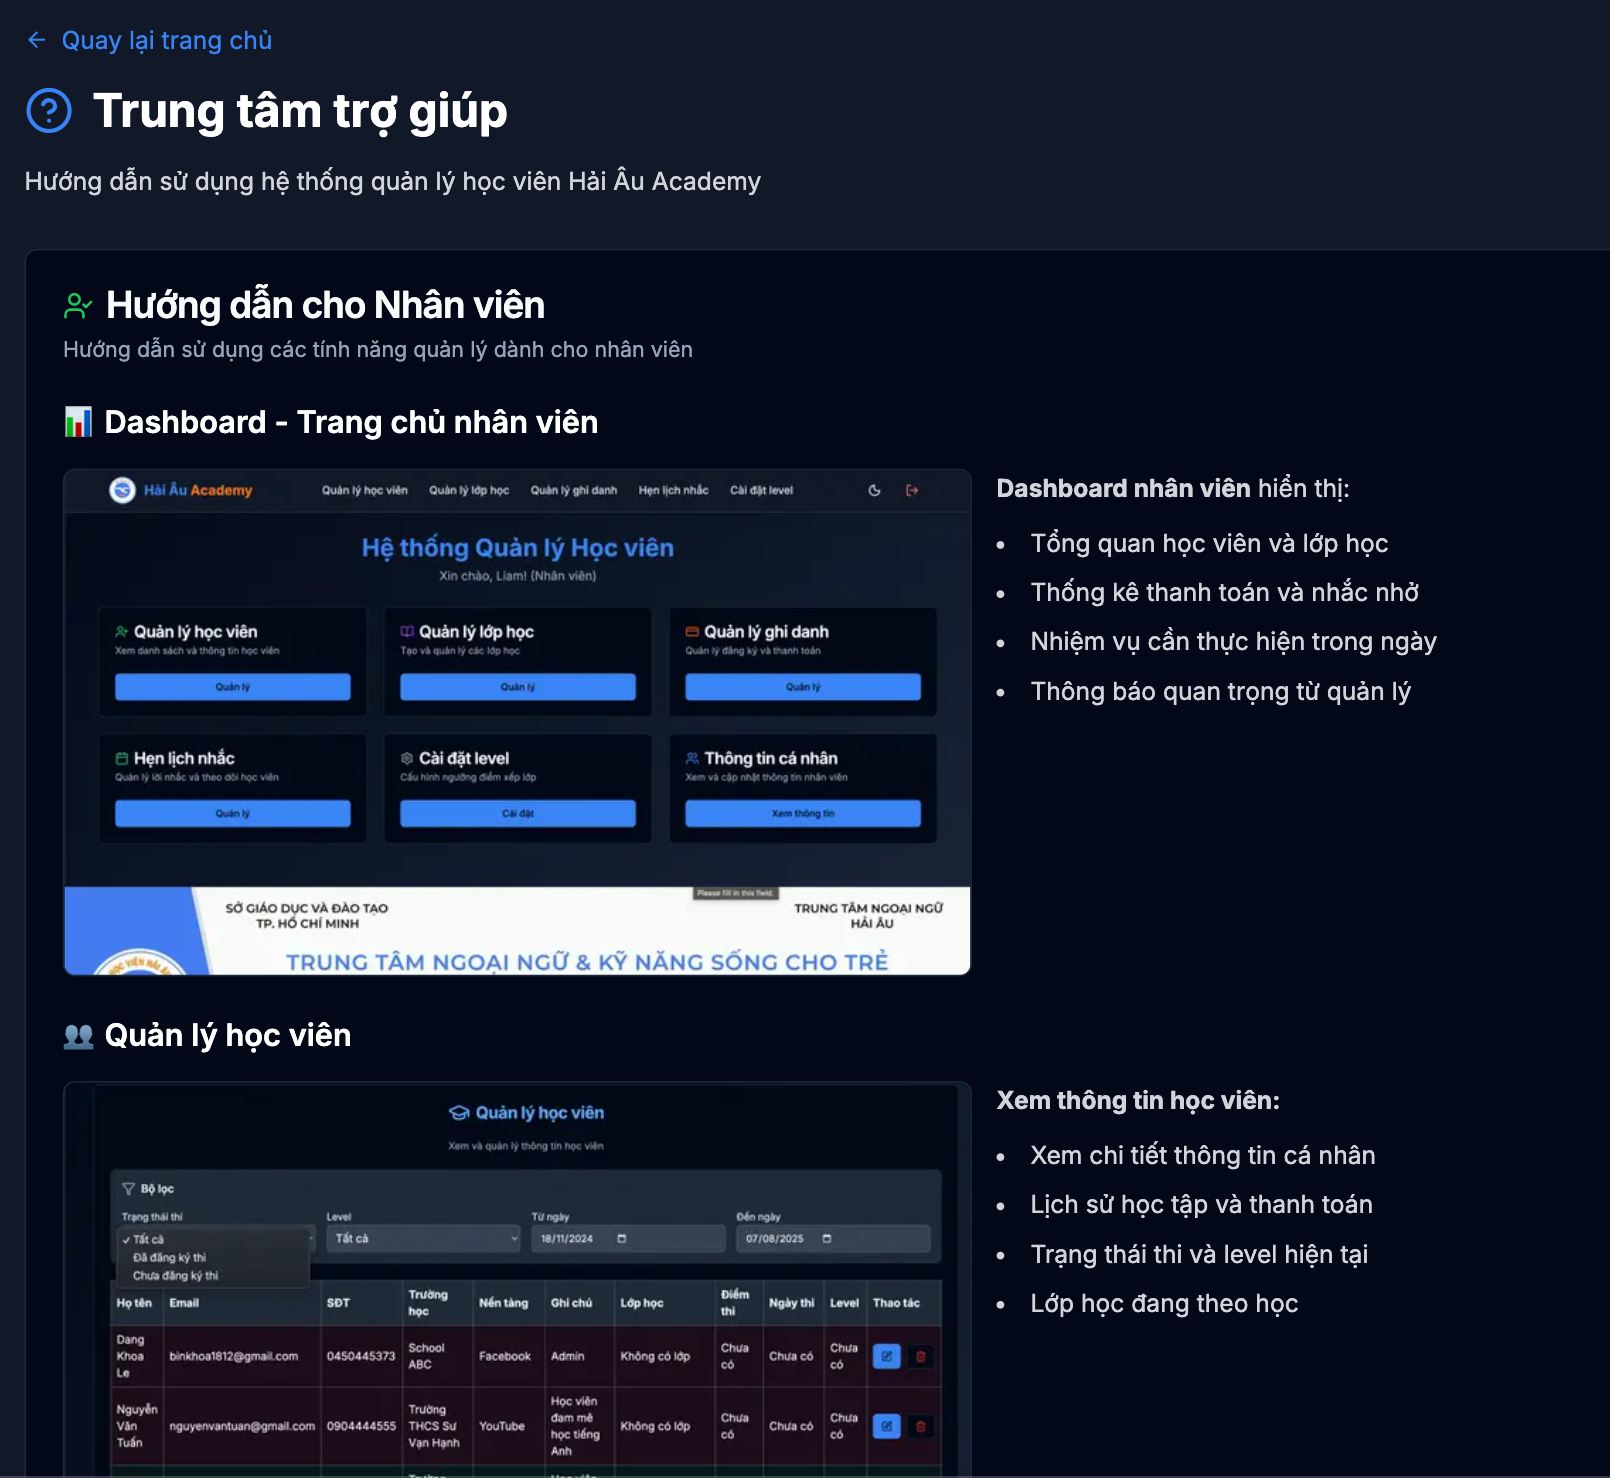 Quay lại trang chủ
Trung tâm trợ giúp
Hướng dẫn sử dụng hệ thống quản lý học viên Hải Âu Academy
Hướng dẫn cho Nhân viên
Hướng dẫn sử dụng các tính năng quản lý dành cho nhân viên
Dashboard - Trang chủ nhân viên
Hải Âu Academy
Quản lý học viên Quản lý lớp học Quản lý ghi danh Hẹn lịch nhắc Cài đặt level
Hệ thống Quản lý Học viên
Xin chào, Liam! (Nhân viên)
Quản lý học viên
Xem danh sách và thông tin học viên
Quản lý
Quản lý lớp học
Tạo và quản lý các lớp học
Quản lý
Quản lý ghi danh
Quản lý đăng ký và thanh toán
Quản lý
Hẹn lịch nhắc
Quản lý lời nhắc và theo dõi học viên
Quản lý
Cài đặt level
Cấu hình ngưỡng điểm xếp lớp
Cài đặt
Thông tin cá nhân
Xem và cập nhật thông tin nhân viên
Xem thông tin
Please fill in this field.
SỞ GIÁO DỤC VÀ ĐÀO TẠO
TP. HỒ CHÍ MINH
TRUNG TÂM NGOẠI NGỮ
HẢI ÂU
HỌC VIỆN HẢI ÂU
TRUNG TÂM NGOẠI NGỮ & KỸ NĂNG SỐNG CHO TRẺ
Dashboard nhân viên hiển thị:
Tổng quan học viên và lớp học
Thống kê thanh toán và nhắc nhở
Nhiệm vụ cần thực hiện trong ngày
Thông báo quan trọng từ quản lý
Quản lý học viên
Quản lý học viên
Xem và quản lý thông tin học viên
Bộ lọc
Trạng thái thi
Tất cả
Đã đăng ký thi
Chưa đăng ký thi
Level
Tất cả
Từ ngày
18/11/2024
Đến ngày
07/08/2025
Họ tên Email SĐT Trường học Nền tảng Ghi chú Lớp học Điểm thi Ngày thi Level Thao tác
Dang Khoa Le binkhoa1812@gmail.com 0450445373 School ABC Facebook Admin Không có lớp Chưa có Chưa có Chưa có
Nguyễn Văn Tuấn nguyenvantuan@gmail.com 0904444555 Trường THCS Sư Vạn Hạnh YouTube Học viên đam mê học tiếng Anh Không có lớp Chưa có Chưa có Chưa có
Xem thông tin học viên:
Xem chi tiết thông tin cá nhân
Lịch sử học tập và thanh toán
Trạng thái thi và level hiện tại
Lớp học đang theo học